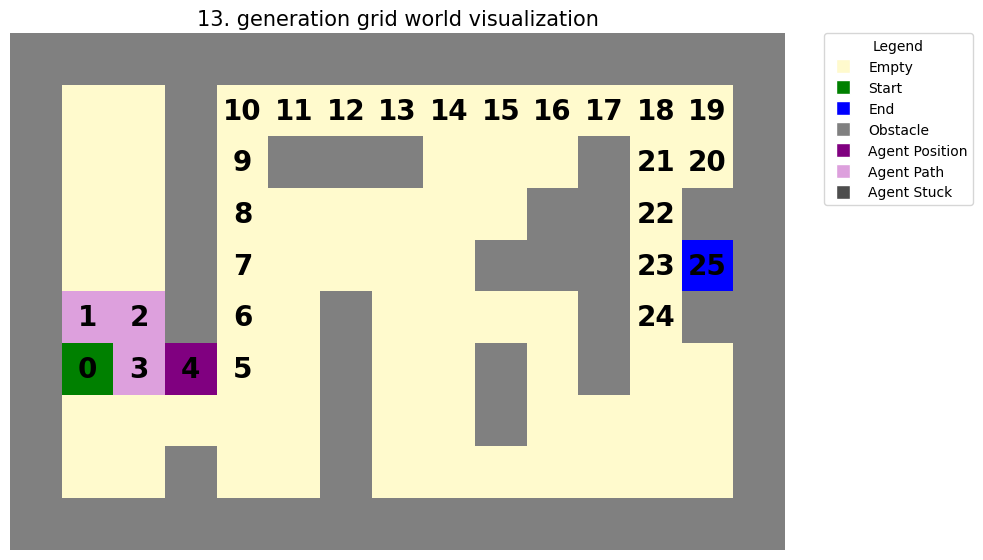 13. generation grid world visualization
Legend
Empty
Start
End
Obstacle
Agent Position
Agent Path
Agent Stuck
10 11 12 13 14 15 16 17 18 19
9 21 20
8 22
7 23 25
1 2 6 24
0 3 4 5